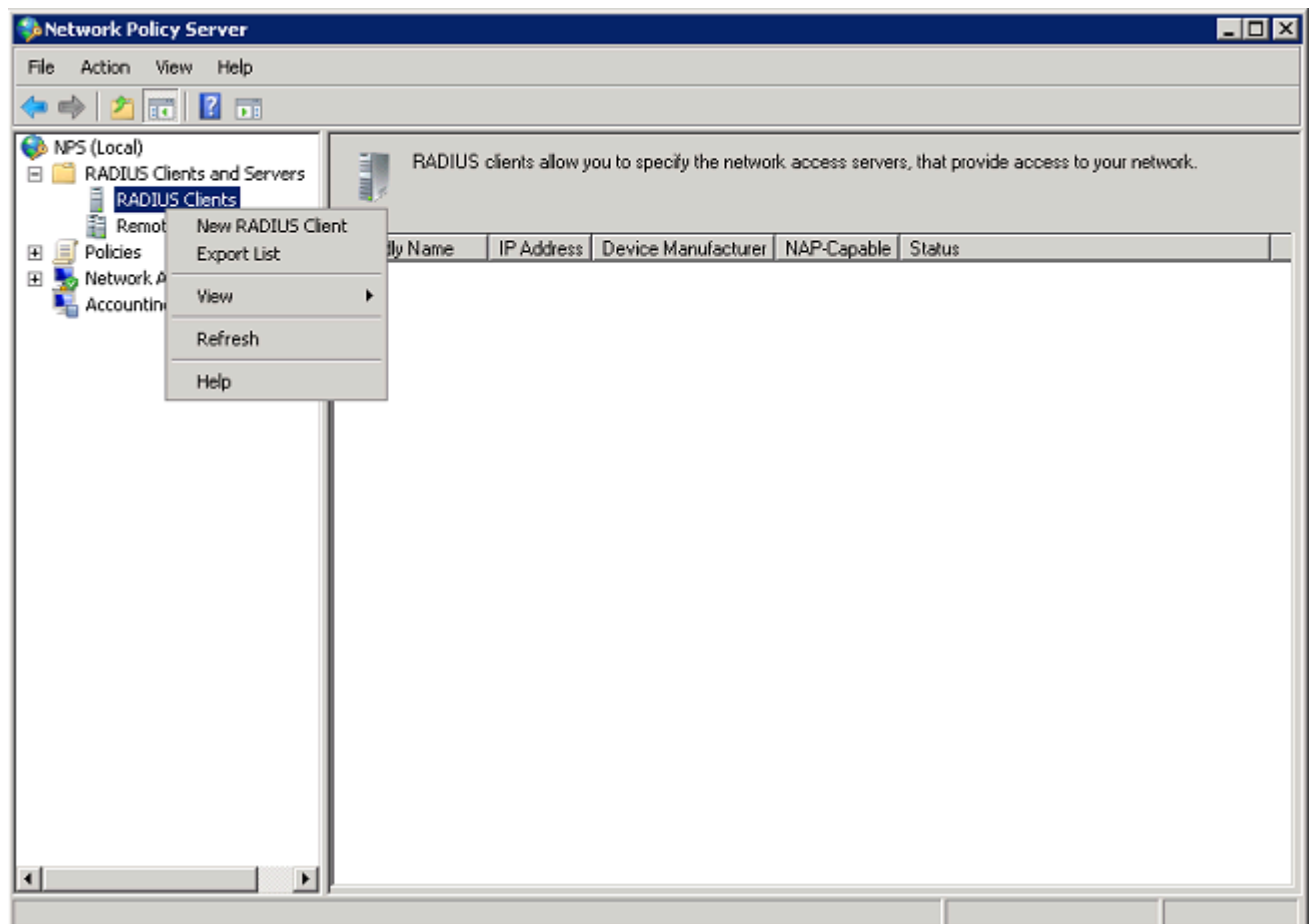 Network Policy Server
File Action View Help
NPS (Local)
RADIUS Clients and Servers
RADIUS Clients
Policies
New RADIUS Client
Export List
View
Refresh
Help
RADIUS clients allow you to specify the network access servers, that provide access to your network.
Name IP Address Device Manufacturer NAP-Capable Status